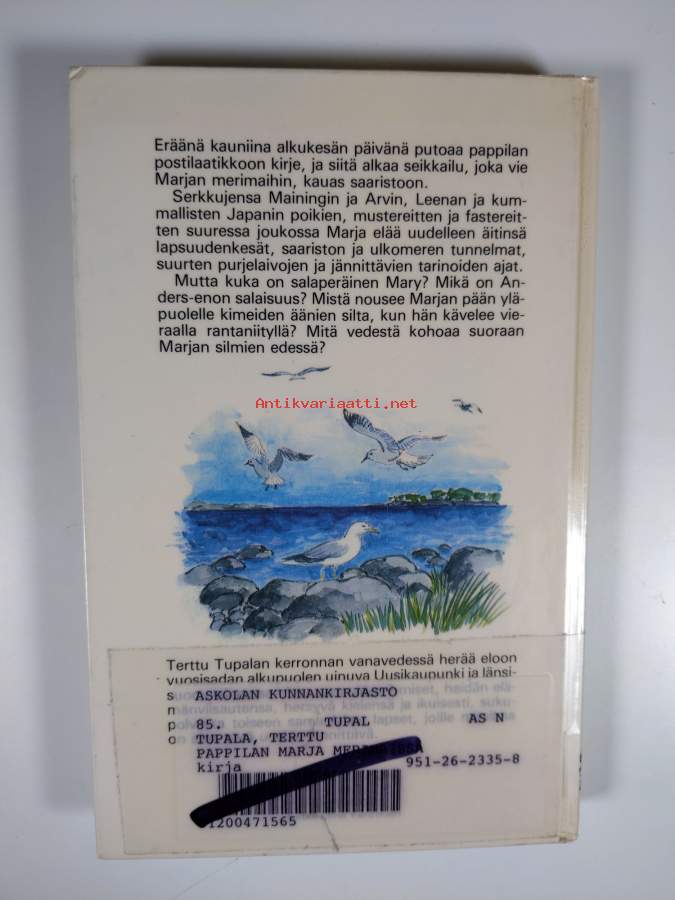 Eräänä kauniina alkukesän päivänä putoaa pappilan
postilaatikkoon kirje, ja siitä alkaa seikkailu, joka vie
Marjan merimaihin, kauas saaristoon.
Serkkujensa Mainingin ja Arvin, Leenan ja kum-
mallisten Japanin poikien, mustereitten ja fastereit-
ten suuressa joukossa Marja elää uudelleen äitinsä
lapsuudenkesät, saariston ja ulkomeren tunnelmat,
suurten purjelaivojen ja jännittävien tarinoiden ajat.
Mutta kuka on salaperäinen Mary? Mikä on An-
ders-enon salaisuus? Mistä nousee Marjan pään ylä-
puolelle kimeiden äänien silta, kun hän kävelee vie-
raalla rantaniityllä? Mitä vedestä kohoaa suoraan
Marjan silmien edessä?
Antikvariaatti.net
Terttu Tupalan kerronnan vanavedessä herää eloon
vuosisadan alkupuolen uinuva Uusikaupunki ja länsi-
ASKOLAN KUNNANKIRJASTO
85. TUPAL AS N
TUPALA, TERTTU
PAPPILAN MARJA
kirja 951-26-2335-8
1200471565